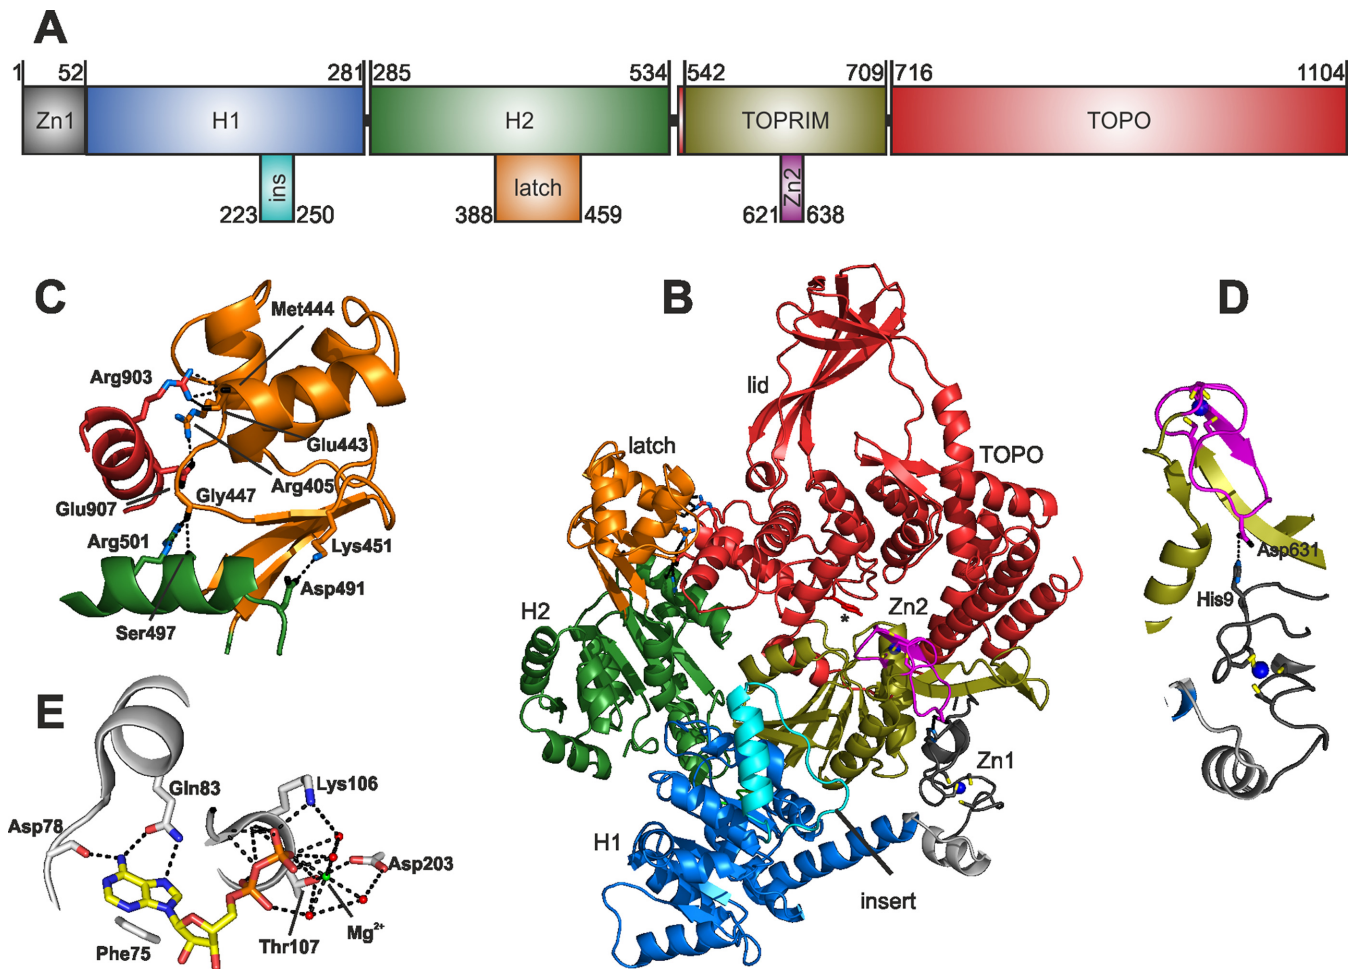 A
1 52 281 285 534 542 709 716 1104
Zn1 H1 H2 TOPRIM TOPO
ins latch Zn2
223 250 388 459 621 638
C
Met444
Arg903
Glu443
Arg405
Glu907
Gly447
Arg501
Lys451
Asp491
Ser497
B
lid
latch
TOPO
H2
Zn2
*
Zn1
H1
insert
D
Asp631
His9
E
Gln83
Lys106
Asp78
Asp203
Phe75
Thr107
Mg²⁺